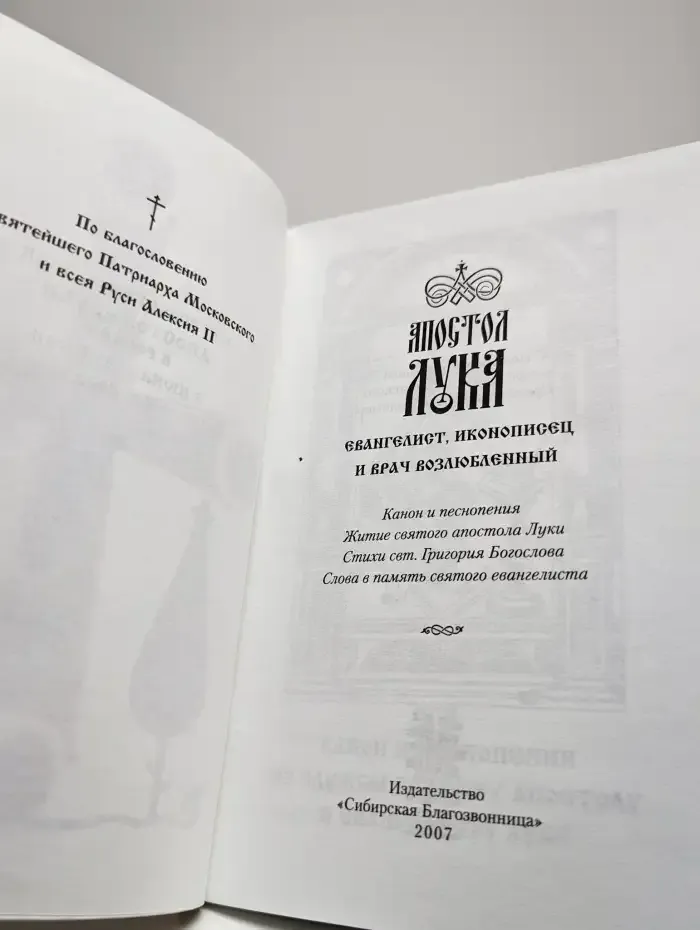 По благословению
Святейшего Патриарха Московского
и всея Руси Алексия II
АПОСТОЛ
ЛУКА
ЕВАНГЕЛИСТ, ИКОНОПИСЕЦ
И ВРАЧ ВОЗЛЮБЛЕННЫЙ
Канон и песнопения
Житие святого апостола Луки
Стихи свт. Григория Богослова
Слова в память святого евангелиста
Издательство
«Сибирская Благозвонница»
2007